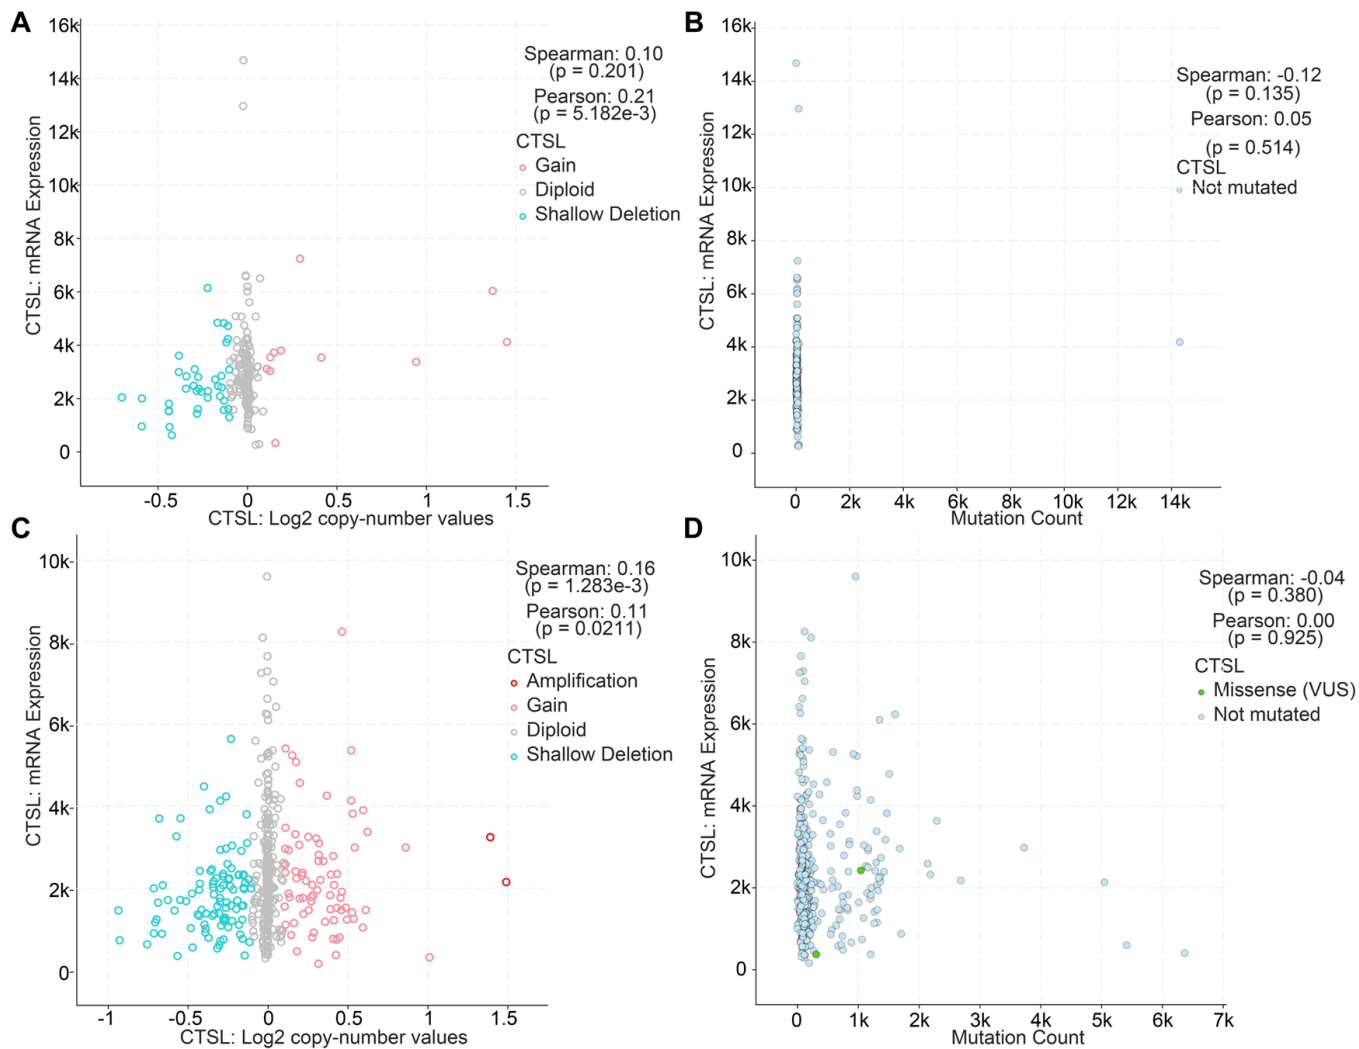 A
16k
14k
12k
10k
8k
6k
4k
2k
0
CTSL: mRNA Expression
-0.5
0
0.5
1
1.5
CTSL: Log2 copy-number values
Spearman: 0.10
(p = 0.201)
Pearson: 0.21
(p = 5.182e-3)
CTSL
Gain
Diploid
Shallow Deletion
B
16k
14k
12k
10k
8k
6k
4k
2k
0
CTSL: mRNA Expression
0
2k
4k
6k
8k
10k
12k
14k
Mutation Count
Spearman: -0.12
(p = 0.135)
Pearson: 0.05
(p = 0.514)
CTSL
Not mutated
C
10k
8k
6k
4k
2k
0
CTSL: mRNA Expression
-1
-0.5
0
0.5
1
1.5
CTSL: Log2 copy-number values
Spearman: 0.16
(p = 1.283e-3)
Pearson: 0.11
(p = 0.0211)
CTSL
Amplification
Gain
Diploid
Shallow Deletion
D
10k
8k
6k
4k
2k
0
CTSL: mRNA Expression
0
1k
2k
3k
4k
5k
6k
7k
Mutation Count
Spearman: -0.04
(p = 0.380)
Pearson: 0.00
(p = 0.925)
CTSL
Missense (VUS)
Not mutated